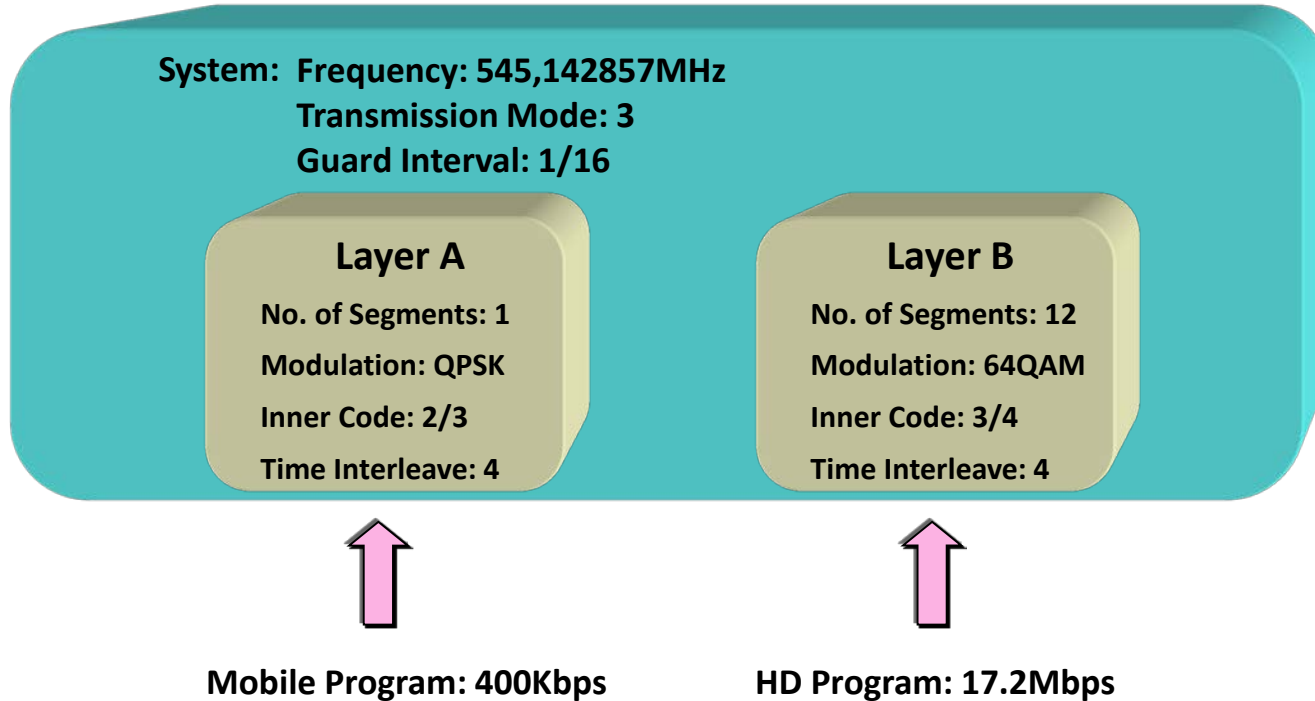 System: Frequency: 545,142857MHz
Transmission Mode: 3
Guard Interval: 1/16
Layer A
No. of Segments: 1
Modulation: QPSK
Inner Code: 2/3
Time Interleave: 4
Layer B
No. of Segments: 12
Modulation: 64QAM
Inner Code: 3/4
Time Interleave: 4
Mobile Program: 400Kbps
HD Program: 17.2Mbps